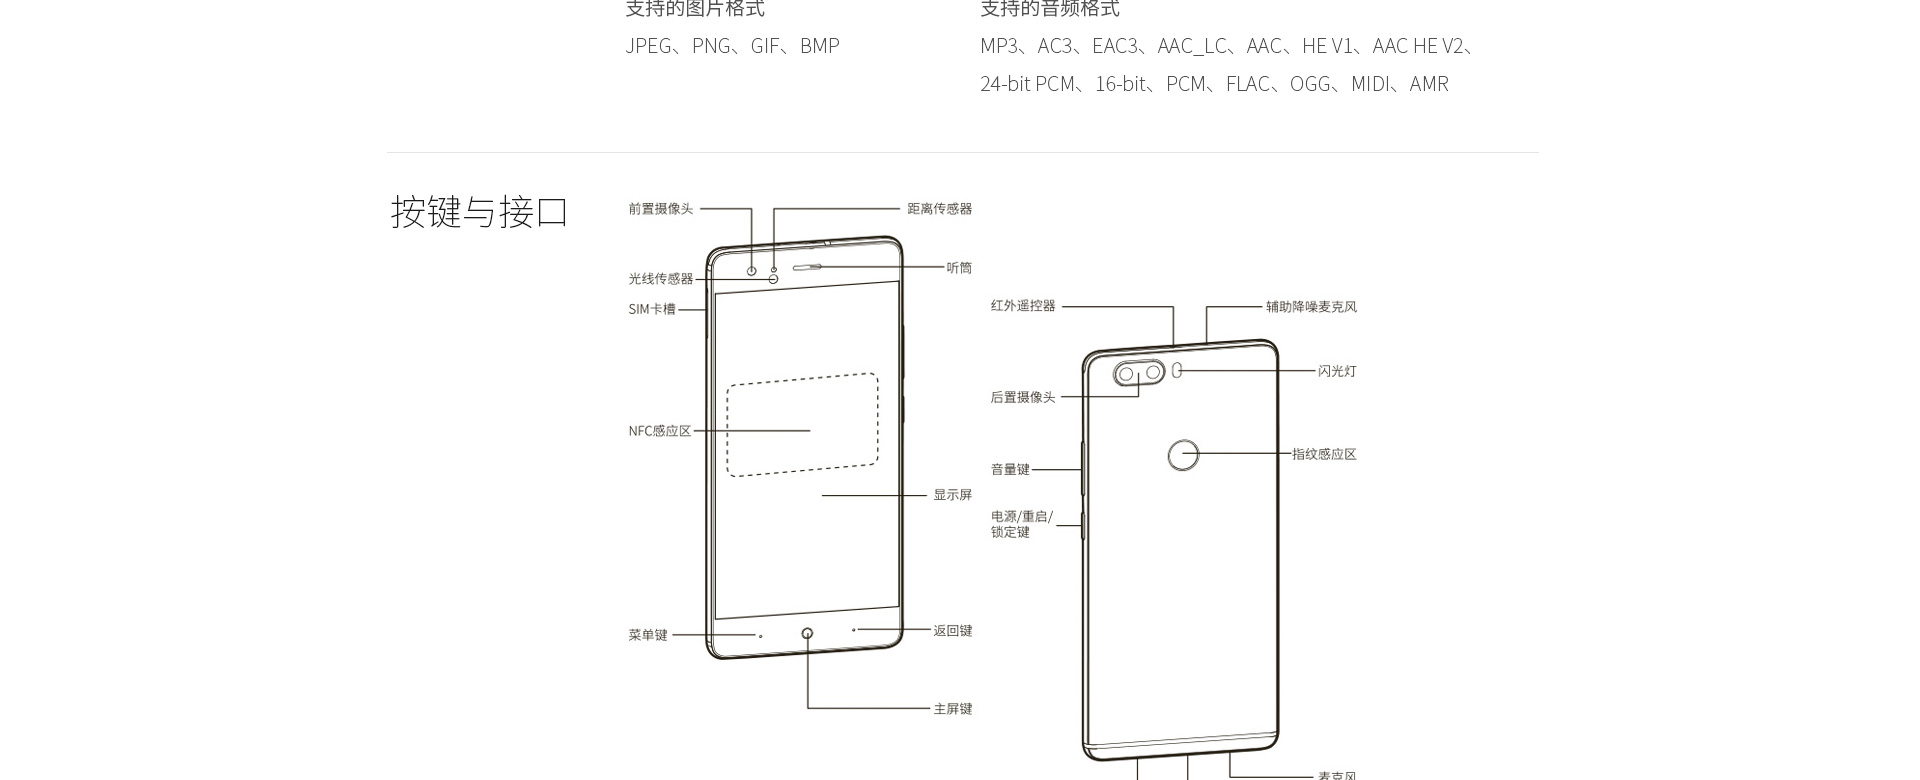 支持的图片格式
JPEG、PNG、GIF、BMP
支持的音频格式
MP3、AC3、EAC3、AAC_LC、AAC、HE V1、AAC HE V2、
24-bit PCM、16-bit、PCM、FLAC、OGG、MIDI、AMR
按键与接口
前置摄像头
距离传感器
听筒
光线传感器
SIM卡槽
NFC感应区
显示屏
菜单键
返回键
主屏键
红外遥控器
辅助降噪麦克风
闪光灯
后置摄像头
指纹感应区
音量键
电源/重启/
锁定键
麦克风